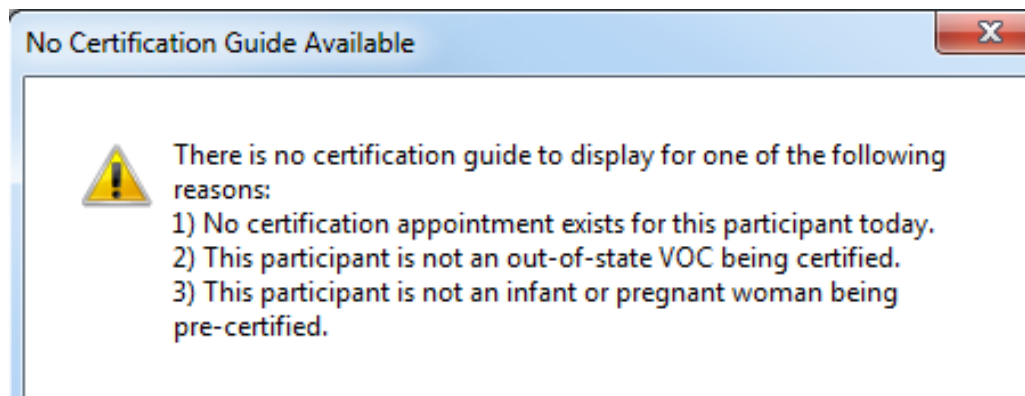 No Certification Guide Available
There is no certification guide to display for one of the following
reasons:
1) No certification appointment exists for this participant today.
2) This participant is not an out-of-state VOC being certified.
3) This participant is not an infant or pregnant woman being
pre-certified.